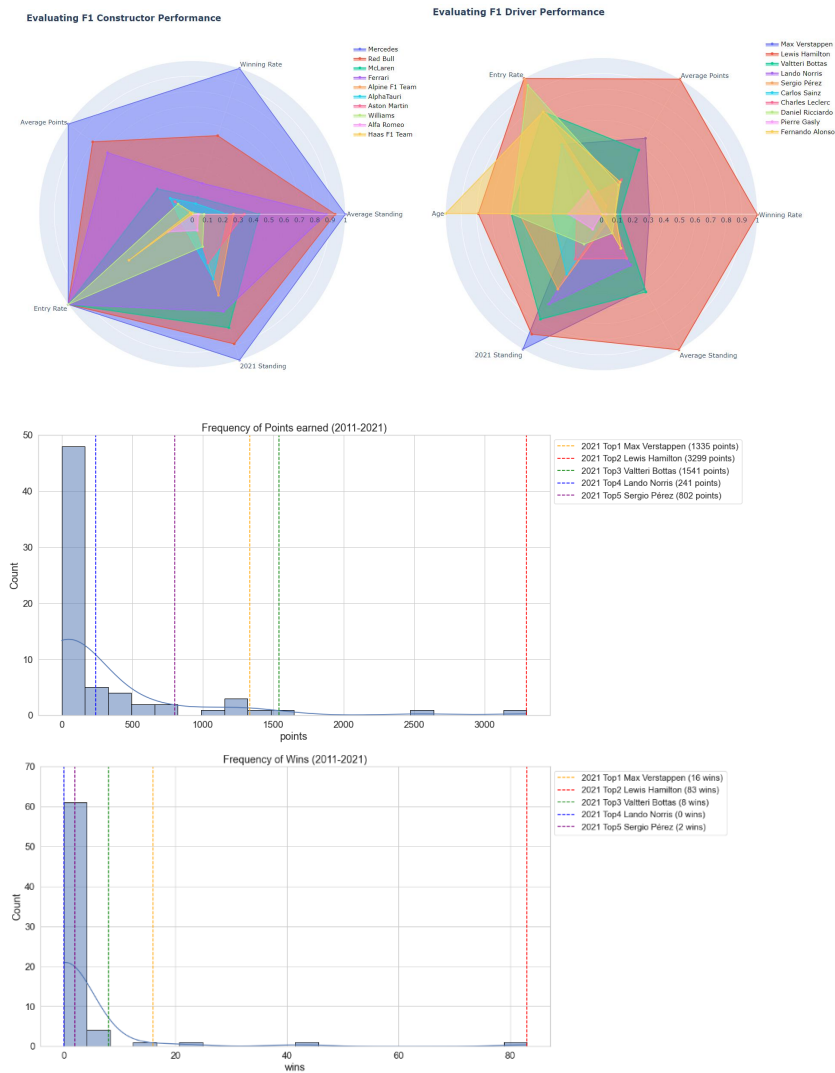 Evaluating F1 Constructor Performance
Winning Rate
Average Points
Average Standing
Entry Rate
2021 Standing
0 0.1 0.2 0.3 0.4 0.5 0.6 0.7 0.8 0.9 1
Mercedes
Red Bull
McLaren
Ferrari
Alpine F1 Team
AlphaTauri
Aston Martin
Williams
Alfa Romeo
Haas F1 Team
Evaluating F1 Driver Performance
Entry Rate
Average Points
Age
Winning Rate
2021 Standing
Average Standing
0 0.1 0.2 0.3 0.4 0.5 0.6 0.7 0.8 0.9 1
Max Verstappen
Lewis Hamilton
Valtteri Bottas
Lando Norris
Sergio Pérez
Carlos Sainz
Charles Leclerc
Daniel Ricciardo
Pierre Gasly
Fernando Alonso
Frequency of Points earned (2011-2021)
50
40
30
20
10
0
Count
0 500 1000 1500 2000 2500 3000
points
2021 Top1 Max Verstappen (1335 points)
2021 Top2 Lewis Hamilton (3299 points)
2021 Top3 Valtteri Bottas (1541 points)
2021 Top4 Lando Norris (241 points)
2021 Top5 Sergio Pérez (802 points)
Frequency of Wins (2011-2021)
70
60
50
40
30
20
10
0
Count
0 20 40 60 80
wins
2021 Top1 Max Verstappen (16 wins)
2021 Top2 Lewis Hamilton (83 wins)
2021 Top3 Valtteri Bottas (8 wins)
2021 Top4 Lando Norris (0 wins)
2021 Top5 Sergio Pérez (2 wins)